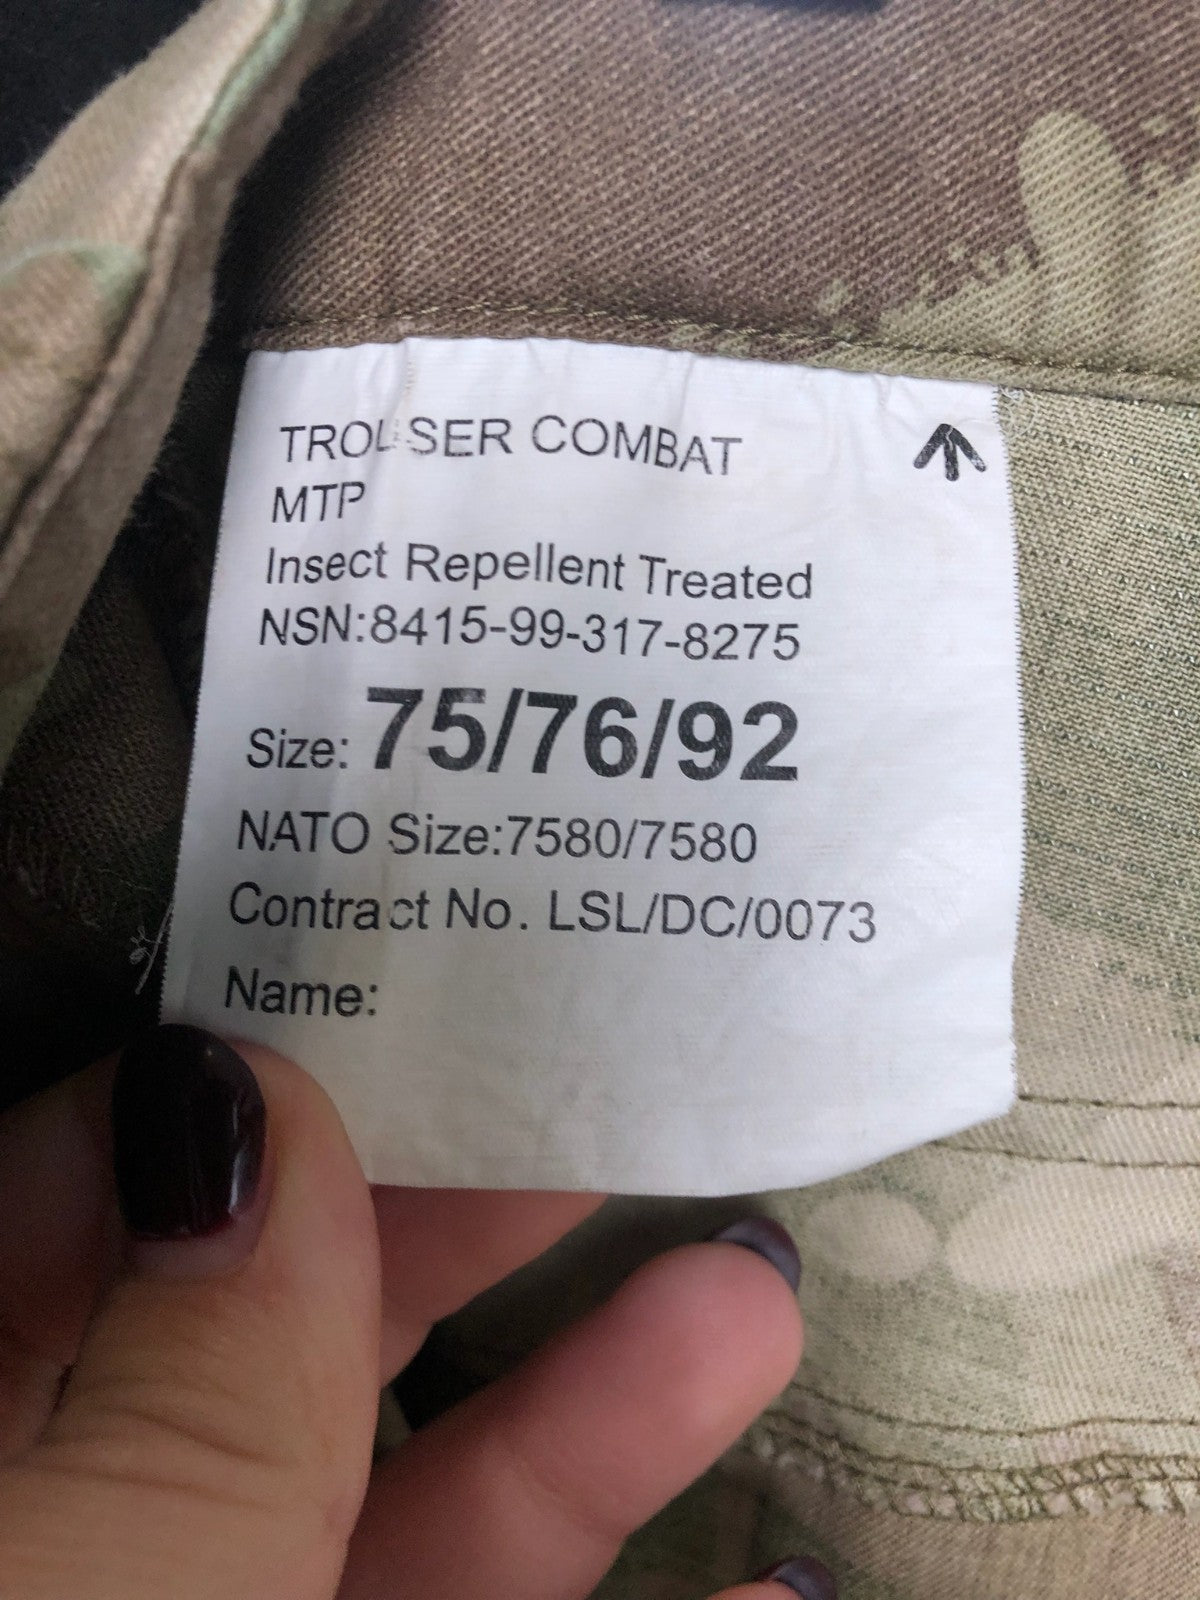 TROUSER COMBAT
MTP
Insect Repellent Treated
NSN:8415-99-317-8275
Size: 75/76/92
NATO Size:7580/7580
Contract No. LSL/DC/0073
Name: